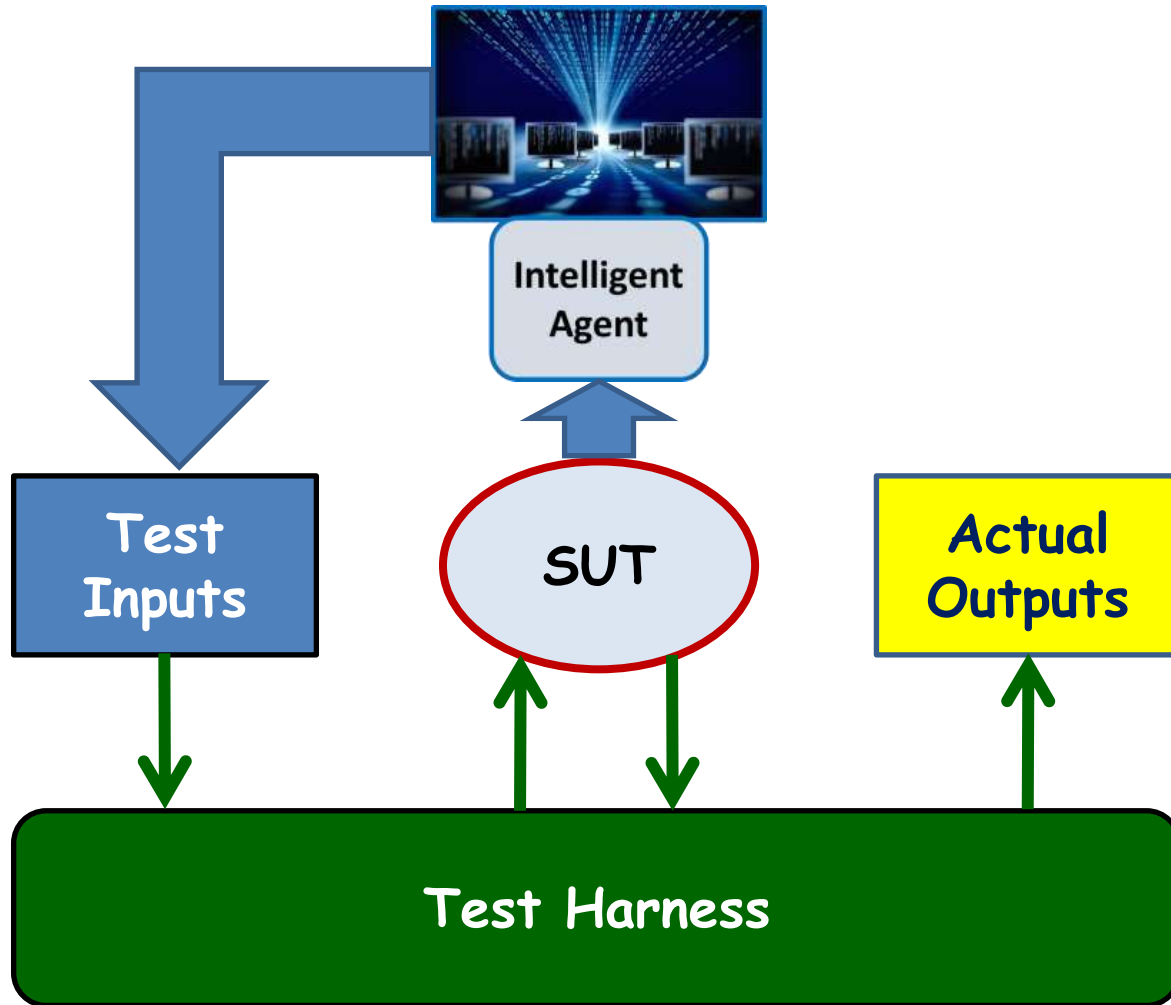 Intelligent
Agent
Test
Inputs
SUT
Actual
Outputs
Test Harness